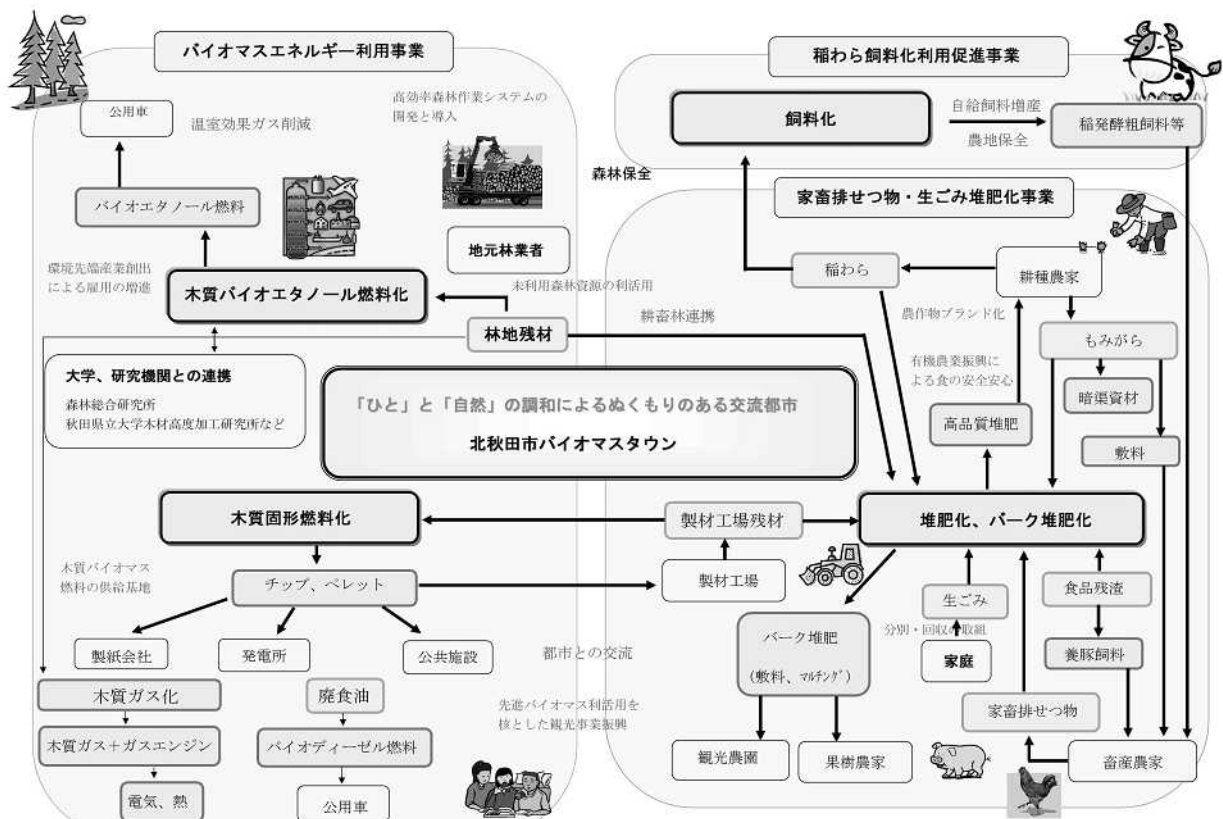 バイオマスエネルギー利用事業
公用車
温室効果ガス削減
高効率森林作業システムの
開発と導入
バイオエタノール燃料
地元林業者
環境先端産業創出
による雇用の増進
木質バイオエタノール燃料化
未利用森林資源の利活用
林地残材
大学、研究機関との連携
森林総合研究所
秋田県立大学木材高度加工研究所など
稲わら飼料化利用促進事業
飼料化
自給飼料増産
農地保全
稲発酵粗飼料等
森林保全
家畜排せつ物・生ごみ堆肥化事業
稲わら
耕種農家
耕畜林連携
農作物ブランド化
もみがら
有機農業振興に
よる食の安全安心
暗渠資材
高品質堆肥
敷料
「ひと」と「自然」の調和によるぬくもりのある交流都市
北秋田市バイオマスタウン
木質固形燃料化
製材工場残材
堆肥化、バーク堆肥化
木質バイオマス
燃料の供給基地
チップ、ペレット
製材工場
生ごみ
食品残渣
分別・回収の取組
家庭
養豚飼料
バーク堆肥
(敷料、マルチング)
製紙会社
発電所
公共施設
都市との交流
木質ガス化
廃食油
先進バイオマス利活用を
核とした観光事業振興
家畜排せつ物
木質ガス＋ガスエンジン
バイオディーゼル燃料
観光農園
果樹農家
畜産農家
電気、熱
公用車